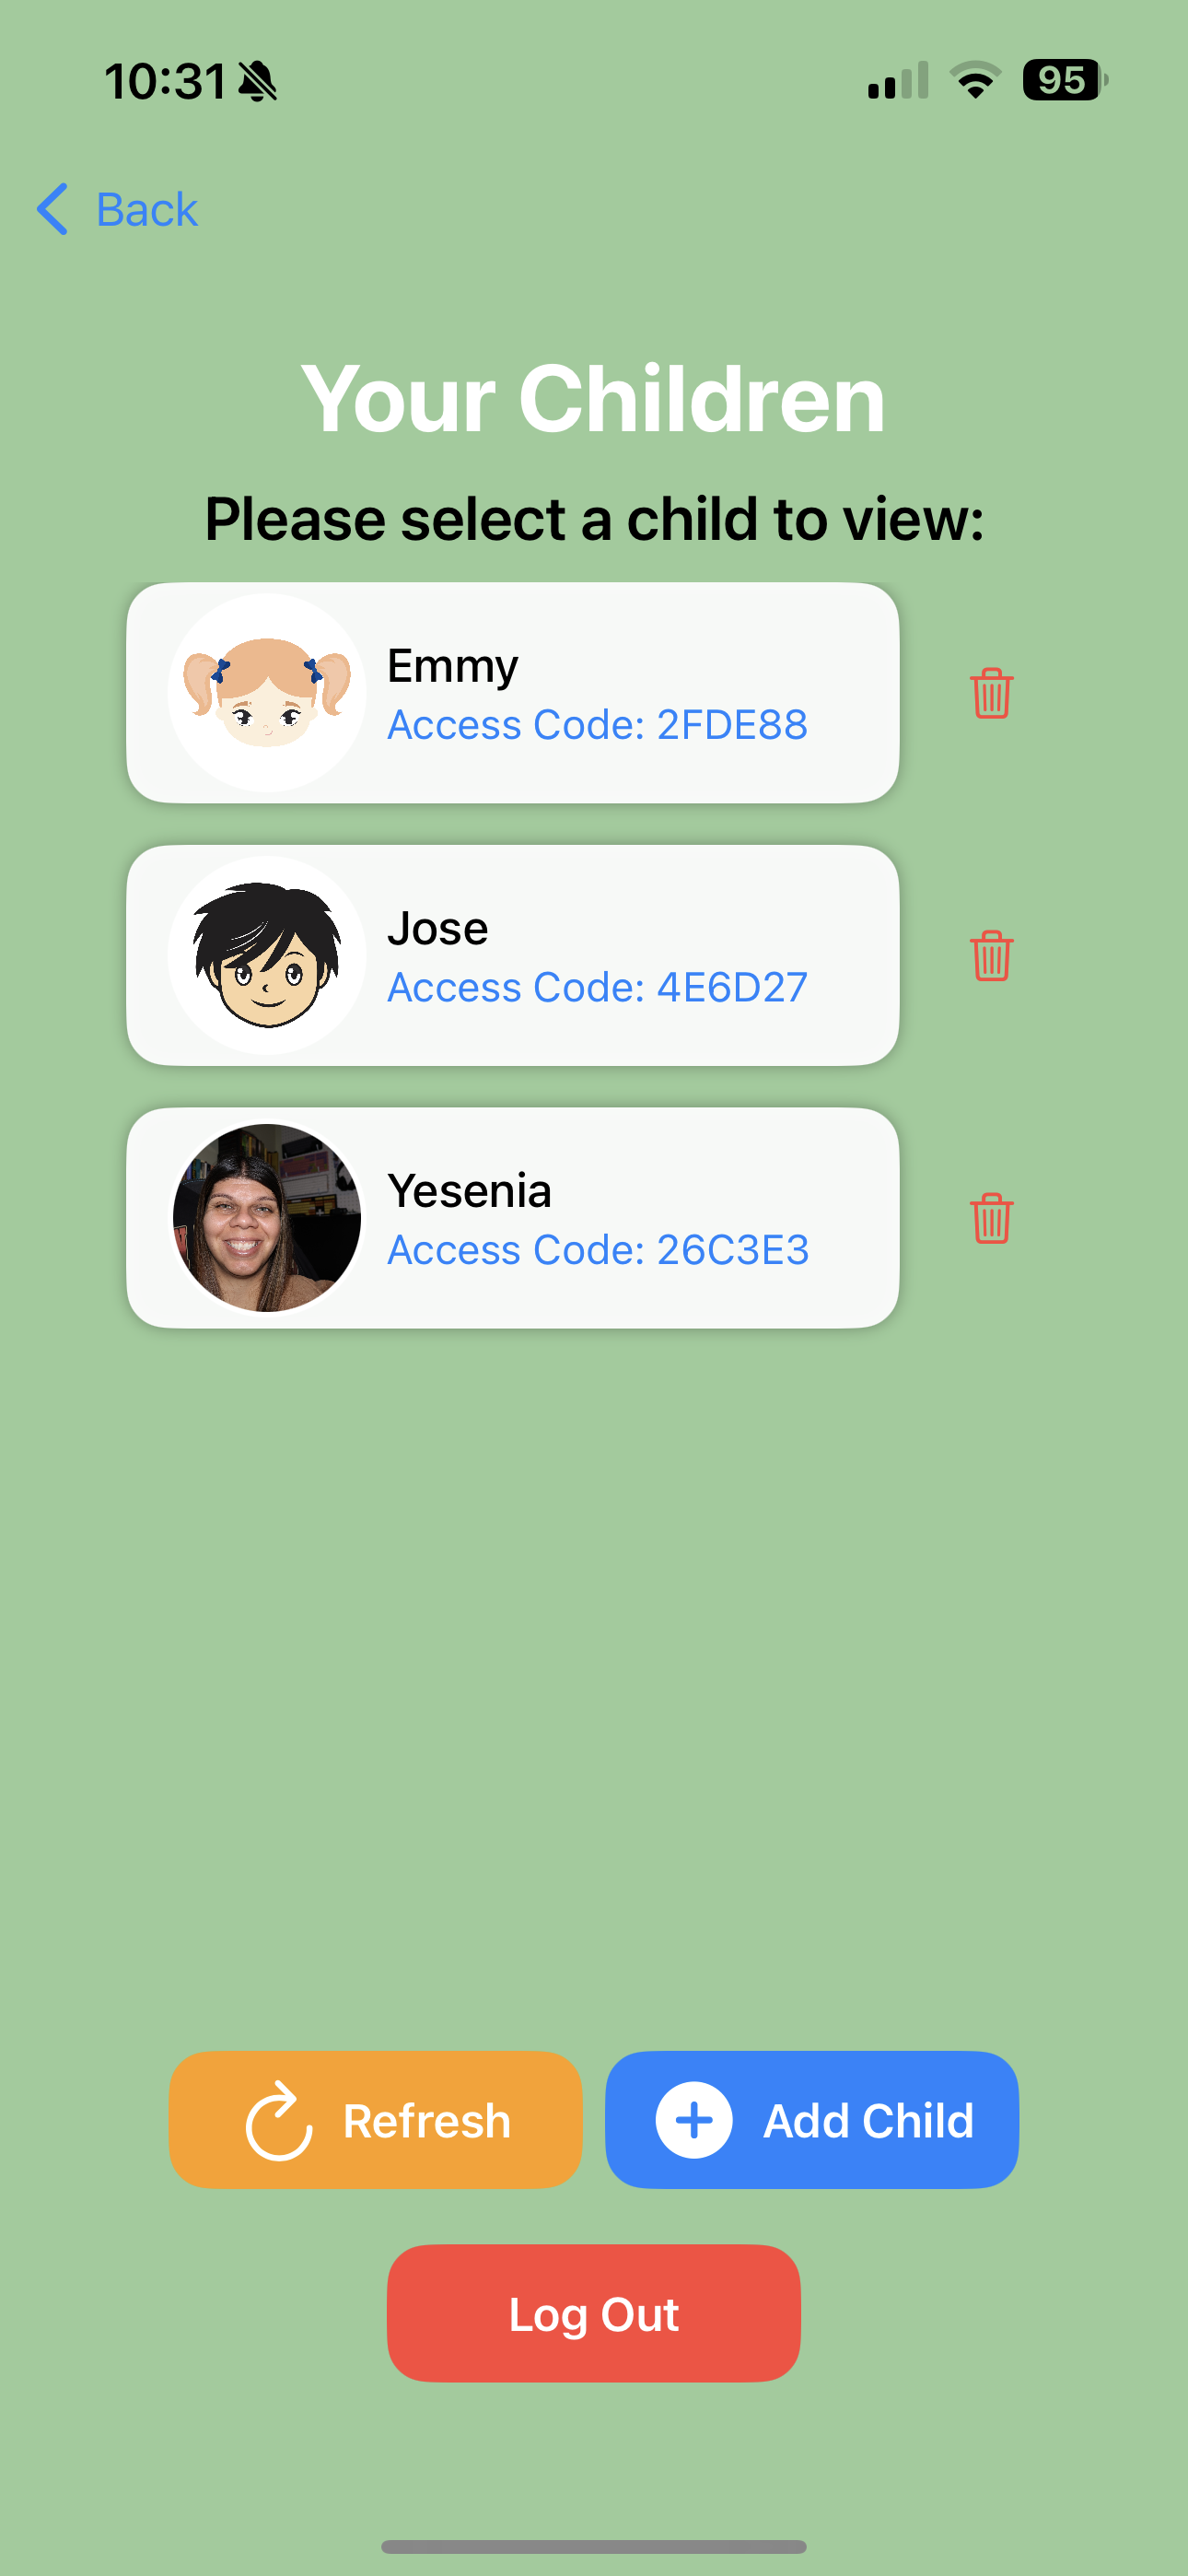 10:31
95
Back
Your Children
Please select a child to view:
Emmy
Access Code: 2FDE88
Jose
Access Code: 4E6D27
Yesenia
Access Code: 26C3E3
Refresh
Add Child
Log Out